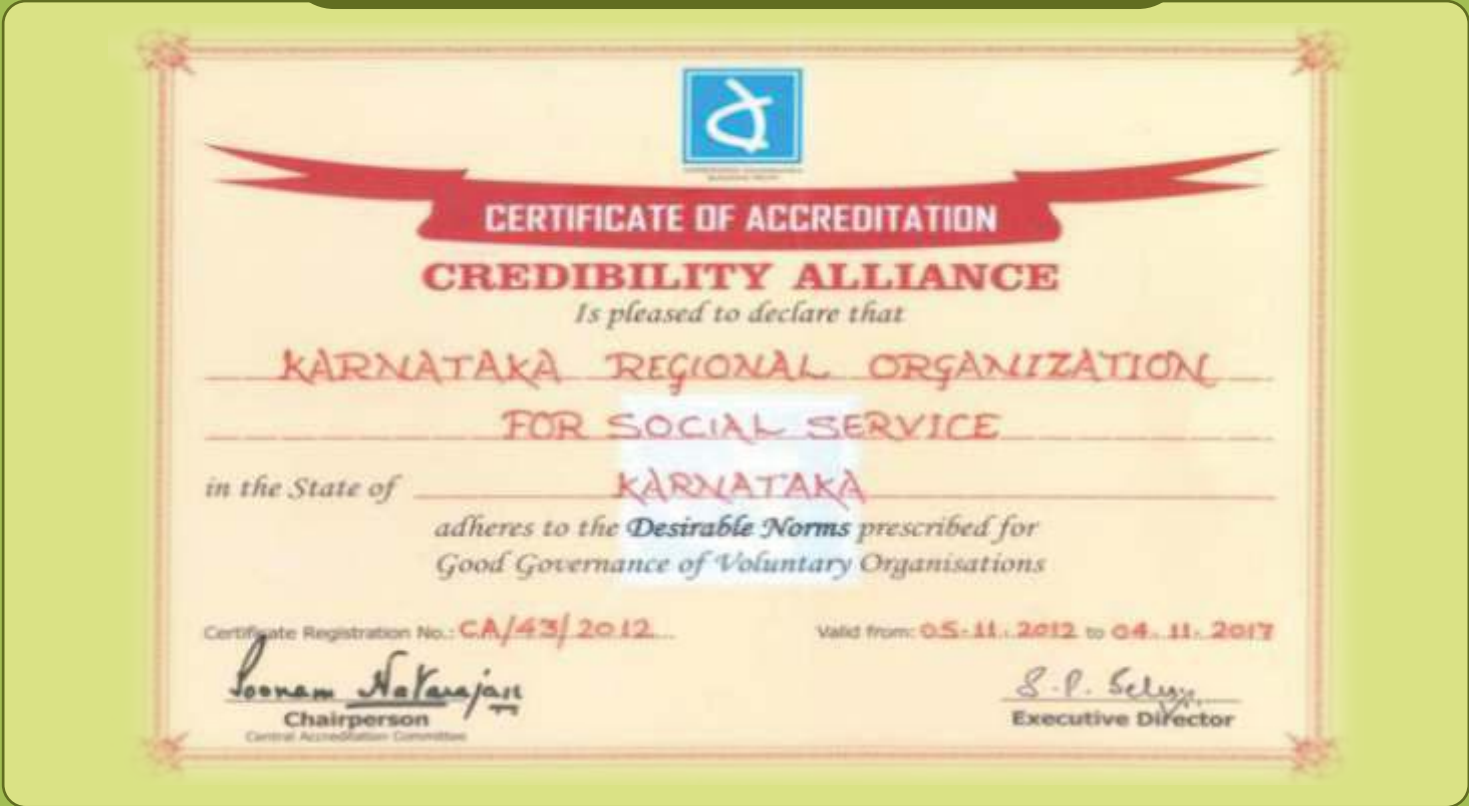 CERTIFICATE OF ACCREDITATION
CREDIBILITY ALLIANCE
Is pleased to declare that
KARNATAKA REGIONAL ORGANIZATION
FOR SOCIAL SERVICE
in the State of KARNATAKA
adheres to the Desirable Norms prescribed for
Good Governance of Voluntary Organisations
Certificate Registration No.: CA/43/2012 Valid from: 05-11-2012 to 04.11.2017
Poonam Natarajan S.P. Selvi
Chairperson Executive Director
Central Accreditation Committee